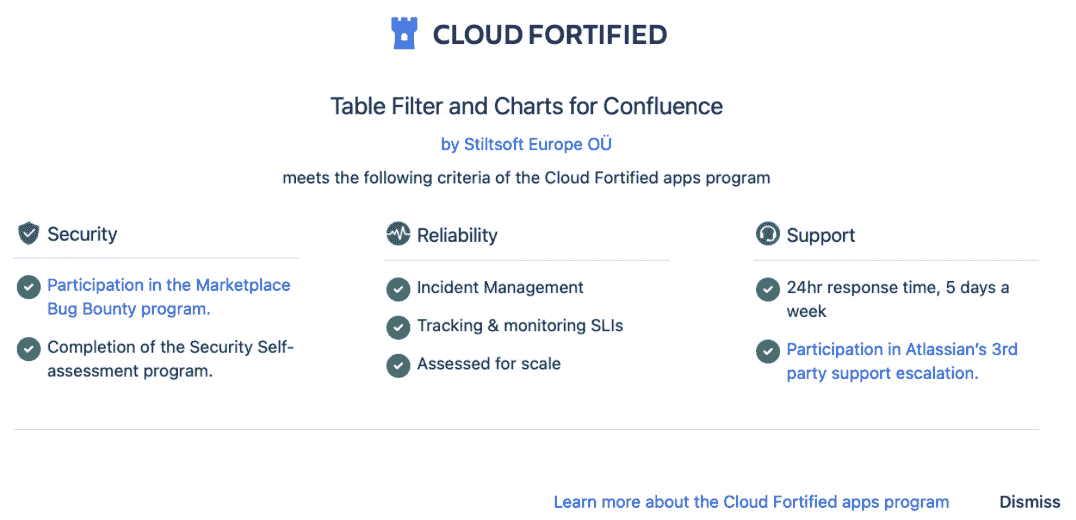 CLOUD FORTIFIED
Table Filter and Charts for Confluence
by Stiltsoft Europe OÜ
meets the following criteria of the Cloud Fortified apps program
Security
Participation in the Marketplace
Bug Bounty program.
Completion of the Security Self-
assessment program.
Reliability
Incident Management
Tracking & monitoring SLIs
Assessed for scale
Support
24hr response time, 5 days a
week
Participation in Atlassian’s 3rd
party support escalation.
Learn more about the Cloud Fortified apps program
Dismiss